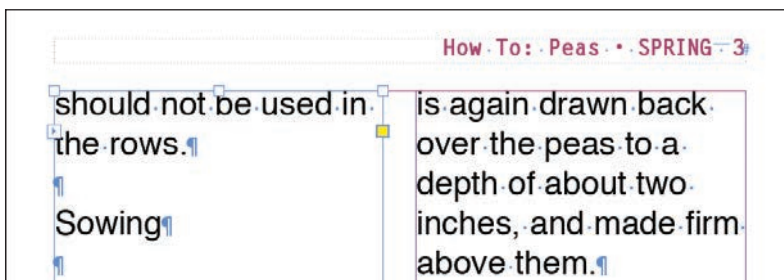 How To: Peas • SPRING 3
should not be used in
the rows.
Sowing
is again drawn back
over the peas to a
depth of about two
inches, and made firm
above them.